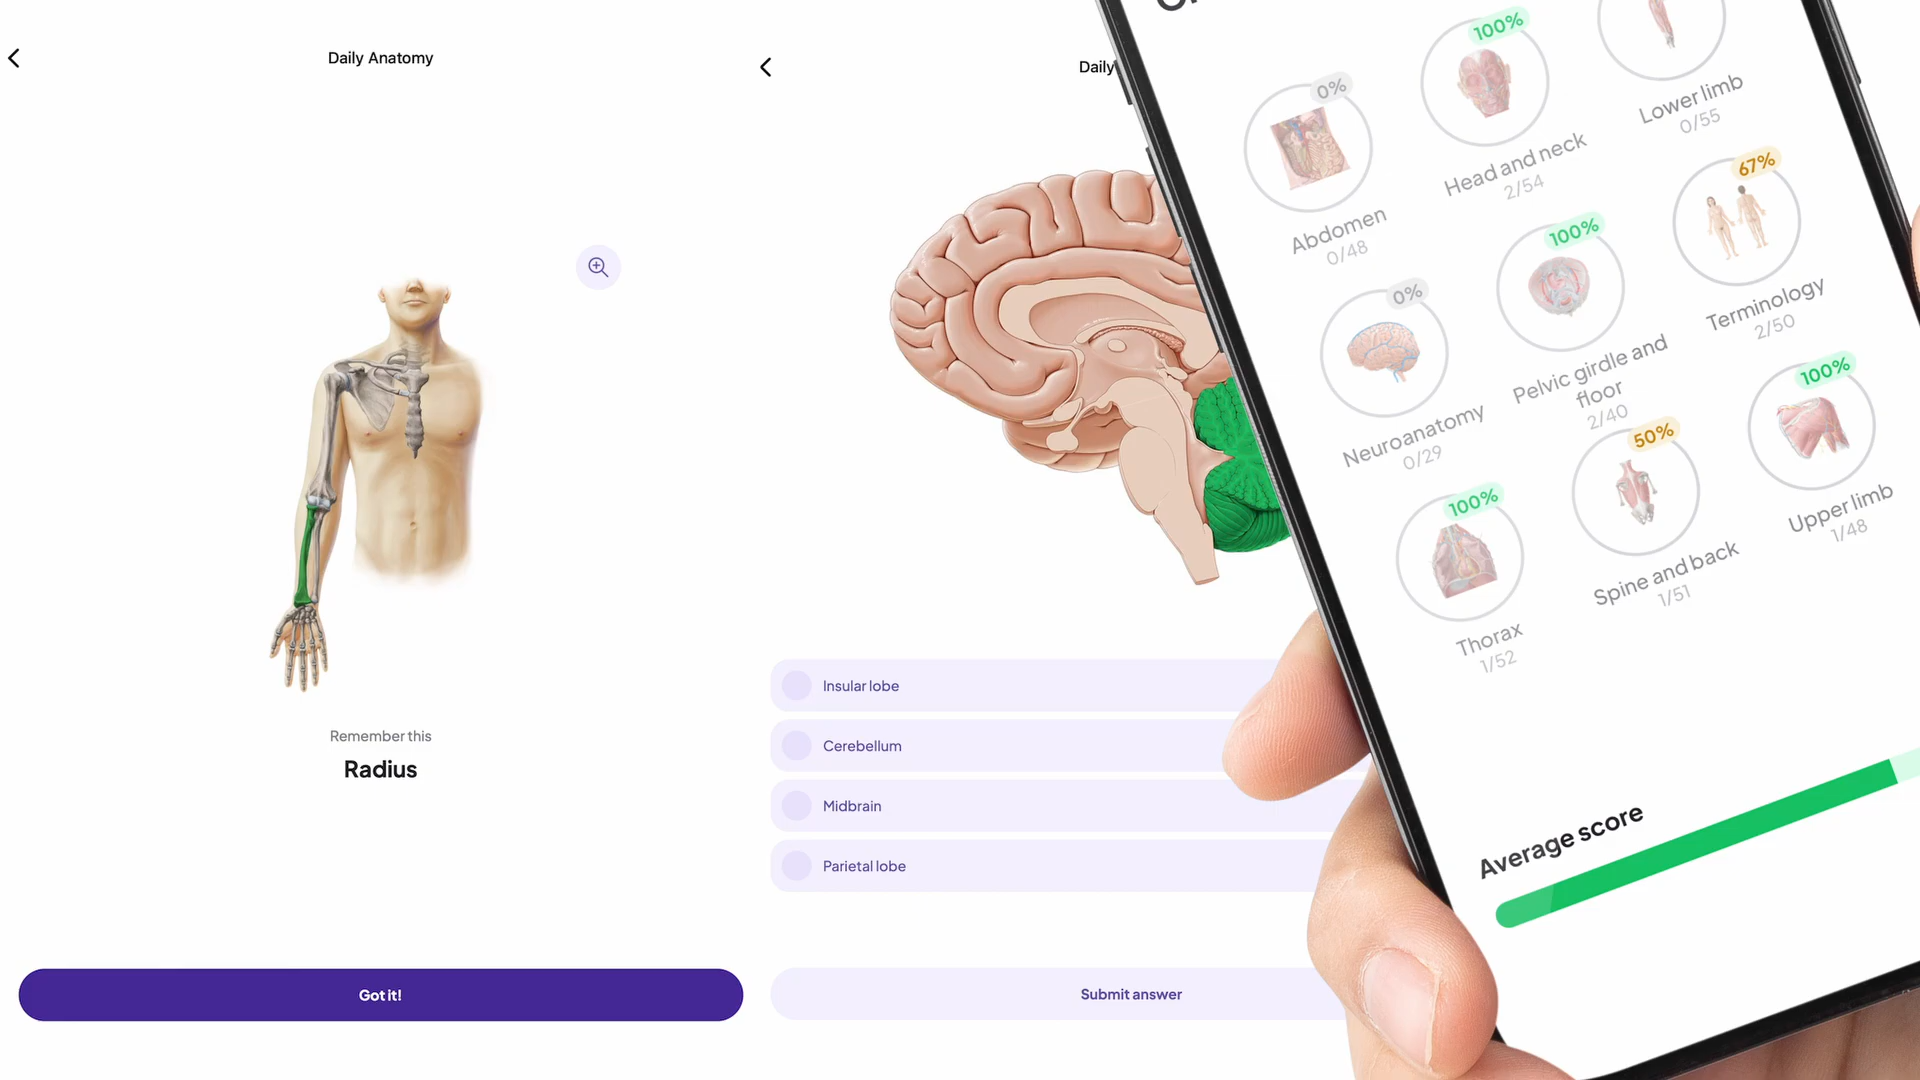 Daily Anatomy
Remember this
Radius
Got it!
Daily
Insular lobe
Cerebellum
Midbrain
Parietal lobe
Submit answer
0%
Abdomen
0/48
100%
Head and neck
2/54
Lower limb
0/55
0%
Neuroanatomy
0/29
100%
Pelvic girdle and
floor
2/40
67%
Terminology
2/50
100%
Thorax
1/52
50%
Spine and back
1/51
100%
Upper limb
1/48
Average score